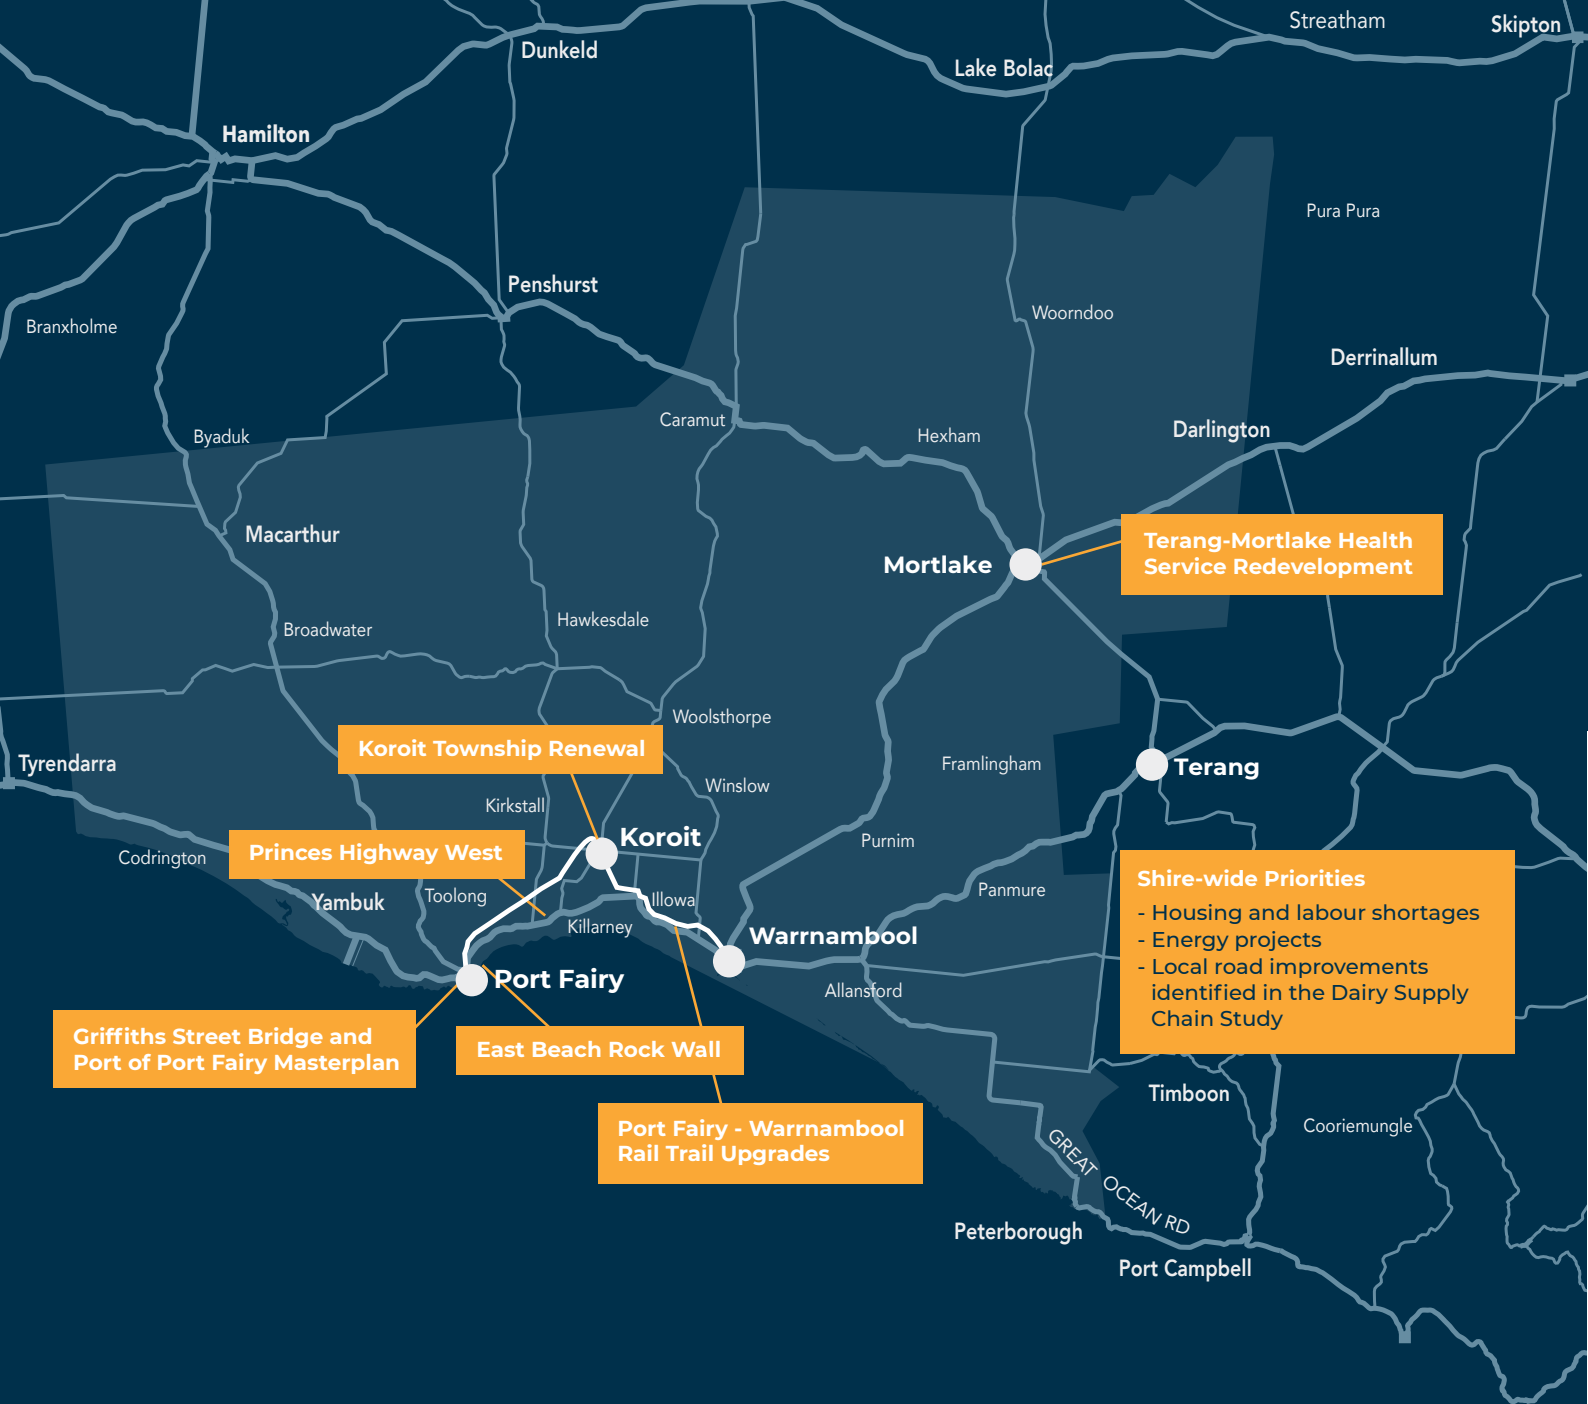 Streatham
Skipton
Dunkeld
Lake Bolac
Hamilton
Pura Pura
Penshurst
Woorndoo
Branxholme
Derrinallum
Caramut
Darlington
Byaduk
Hexham
Macarthur
Terang-Mortlake Health
Service Redevelopment
Mortlake
Hawkesdale
Broadwater
Woolsthorpe
Koroit Township Renewal
Tyrendarra
Framlingham
Terang
Winslow
Kirkstall
Koroit
Purnim
Princes Highway West
Codrington
Shire-wide Priorities
- Housing and labour shortages
- Energy projects
- Local road improvements
identified in the Dairy Supply
Chain Study
Panmure
Toolong
Yambuk
Illowa
Killarney
Warrnambool
Port Fairy
Allansford
Griffiths Street Bridge and
Port of Port Fairy Masterplan
East Beach Rock Wall
Timboon
Port Fairy - Warrnambool
Rail Trail Upgrades
Cooriemungle
GREAT OCEAN RD
Peterborough
Port Campbell